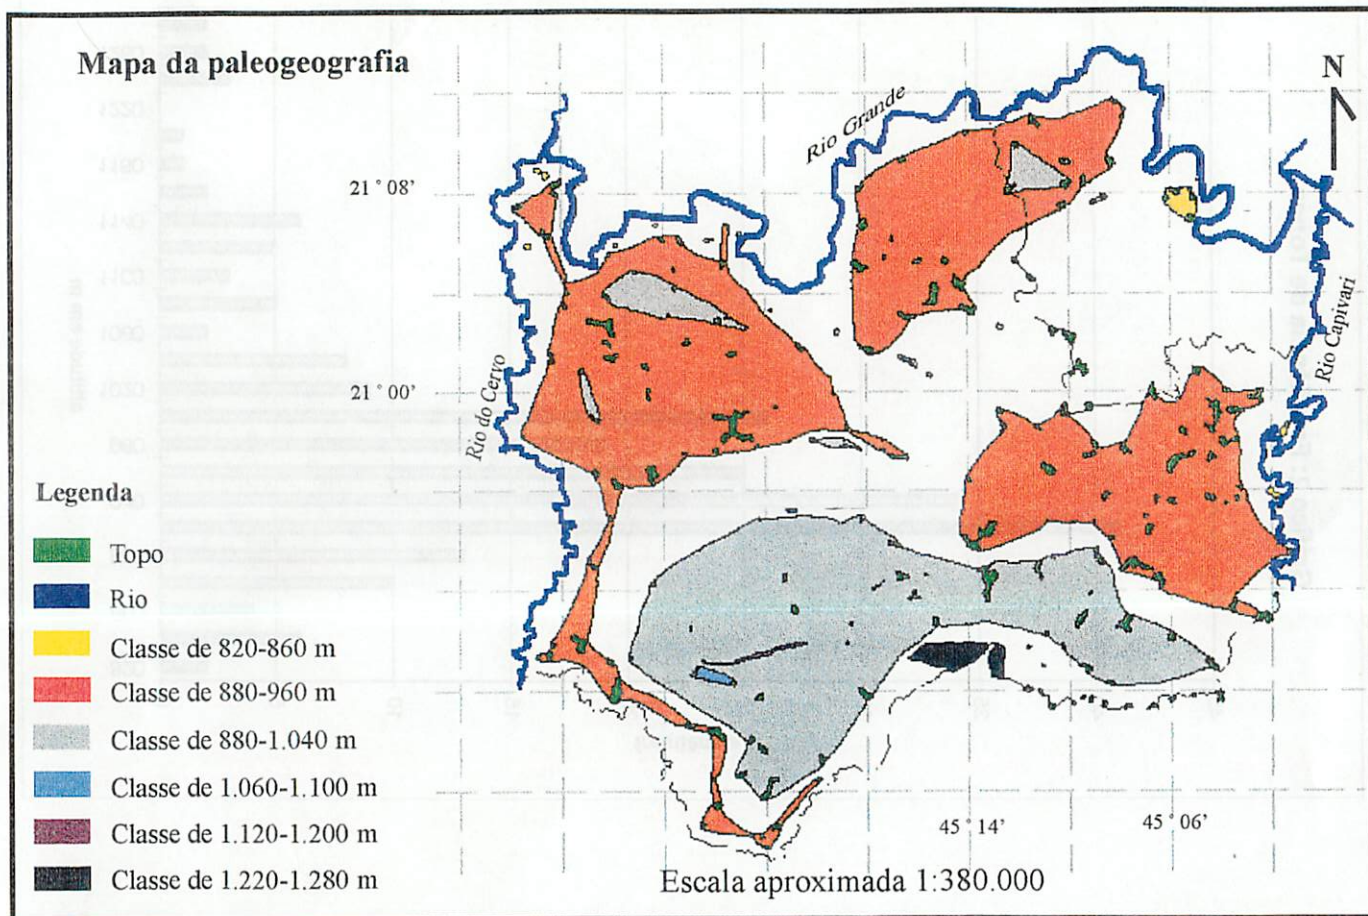 Mapa da paleogeografia
N
Rio Grande
21° 08'
Rio Capivari
Rio do Cervo
21° 00'
Legenda
Topo
Rio
Classe de 820-860 m
Classe de 880-960 m
Classe de 880-1.040 m
Classe de 1.060-1.100 m
Classe de 1.120-1.200 m
Classe de 1.220-1.280 m
45° 14'
45° 06'
Escala aproximada 1:380.000